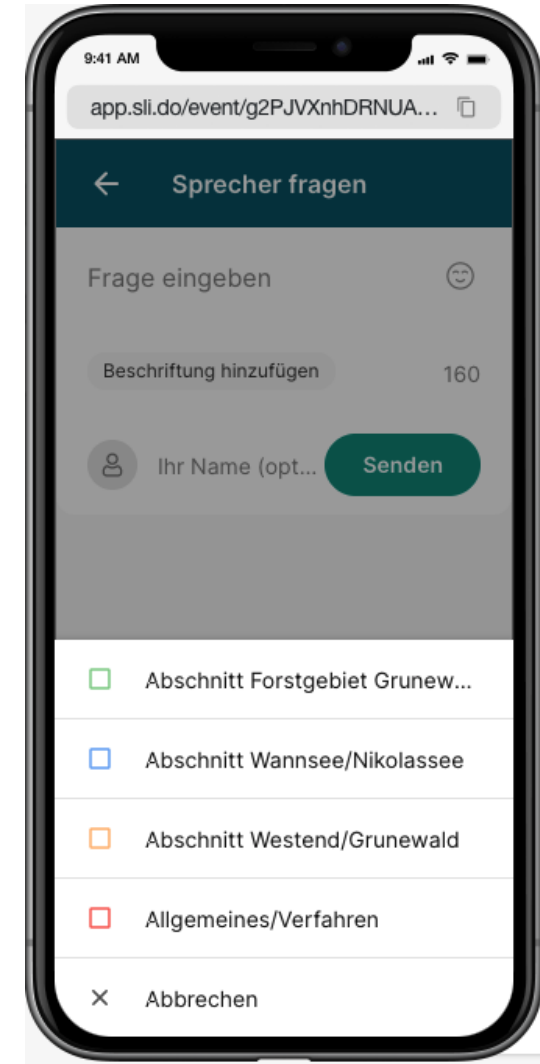 9:41 AM
app.sli.do/event/g2PJVXnhDRNUA...
Sprecher fragen
Frage eingeben
Beschriftung hinzufügen 160
Ihr Name (opt... Senden
Abschnitt Forstgebiet Grunew...
Abschnitt Wannsee/Nikolassee
Abschnitt Westend/Grunewald
Allgemeines/Verfahren
Abbrechen